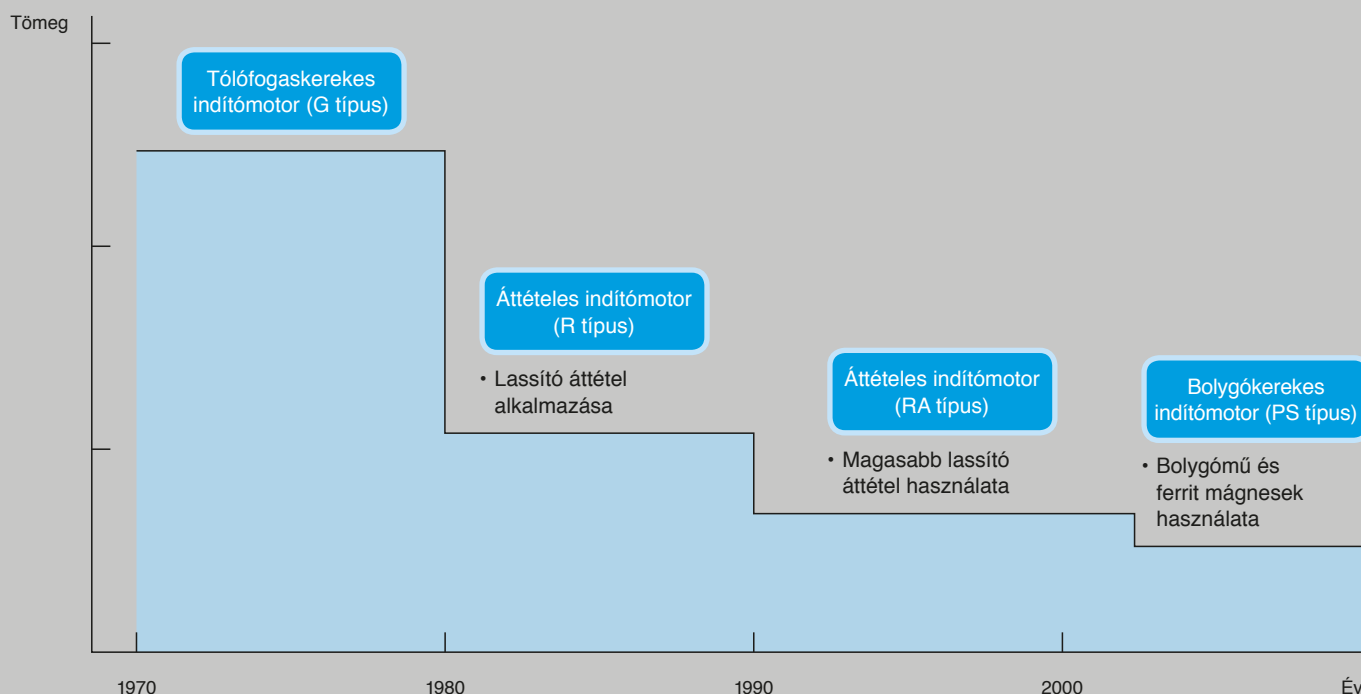 Tömeg
Tólófogaskerekes
indítómotor (G típus)
Áttételes indítómotor
(R típus)
• Lassító áttétel
alkalmazása
Áttételes indítómotor
(RA típus)
• Magasabb lassító
áttétel használata
Bolygókerekes
indítómotor (PS típus)
• Bolygómű és
ferrit mágnesek
használata
1970
1980
1990
2000
Év